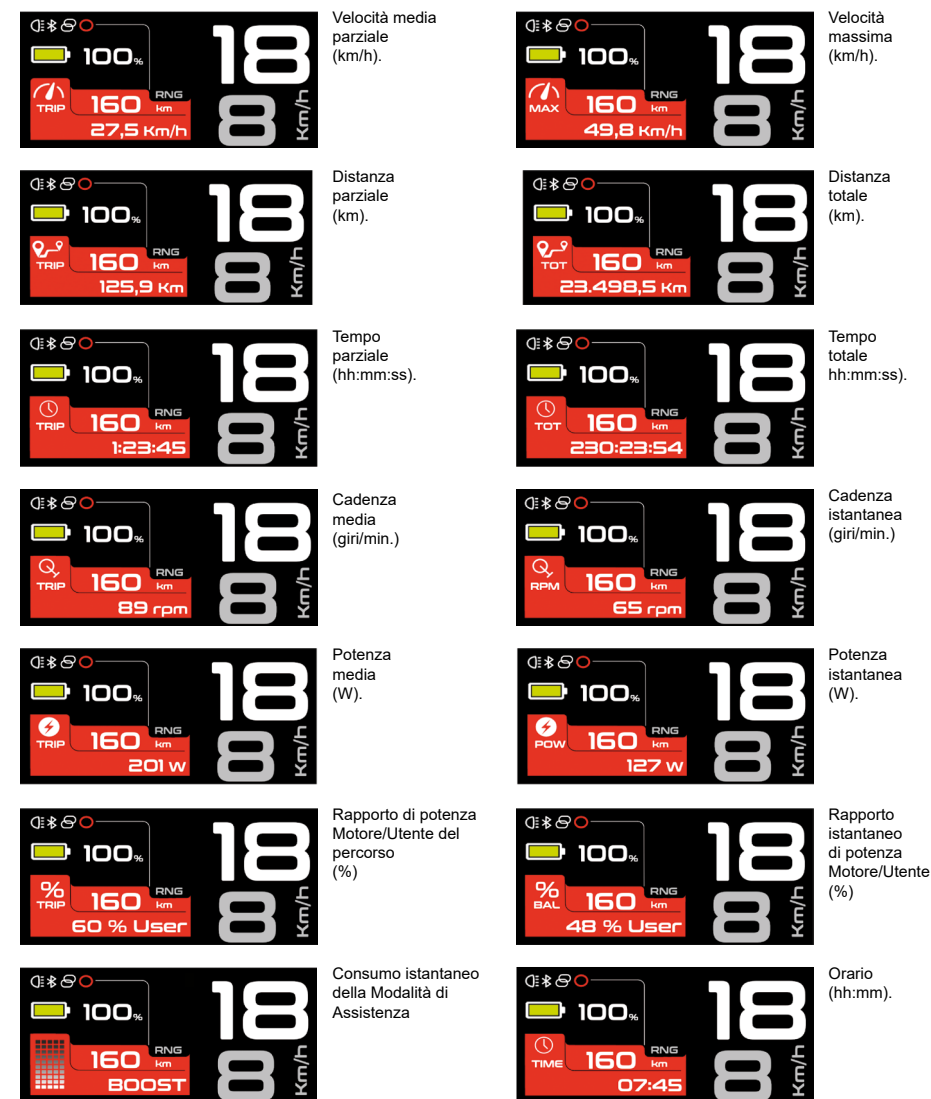 100%
18
8
Km/h
RNG
TRIP
160 km
27,5 Km/h
Velocità media
parziale
(km/h).
100%
18
8
Km/h
RNG
MAX
160 km
49,8 Km/h
Velocità
massima
(km/h).
100%
18
8
Km/h
RNG
TRIP
160 km
125,9 Km
Distanza
parziale
(km).
100%
18
8
Km/h
RNG
TOT
160 km
23.498,5 Km
Distanza
totale
(km).
100%
18
8
Km/h
RNG
TRIP
160 km
1:23:45
Tempo
parziale
(hh:mm:ss).
100%
18
8
Km/h
RNG
TOT
160 km
230:23:54
Tempo
totale
hh:mm:ss).
100%
18
8
Km/h
RNG
TRIP
160 km
89 rpm
Cadenza
media
(giri/min.)
100%
18
8
Km/h
RNG
RPM
160 km
65 rpm
Cadenza
istantanea
(giri/min.)
100%
18
8
Km/h
RNG
TRIP
160 km
201 w
Potenza
media
(W).
100%
18
8
Km/h
RNG
POW
160 km
127 w
Potenza
istantanea
(W).
100%
18
8
Km/h
RNG
% TRIP
160 km
60 % User
Rapporto di potenza
Motore/Utente del
percorso
(%)
100%
18
8
Km/h
RNG
% BAL
160 km
48 % User
Rapporto
istantaneo
di potenza
Motore/Utente
(%)
100%
18
8
Km/h
RNG
160 km
BOOST
Consumo istantaneo
della Modalità di
Assistenza
100%
18
8
Km/h
RNG
TIME
160 km
07:45
Orario
(hh:mm).